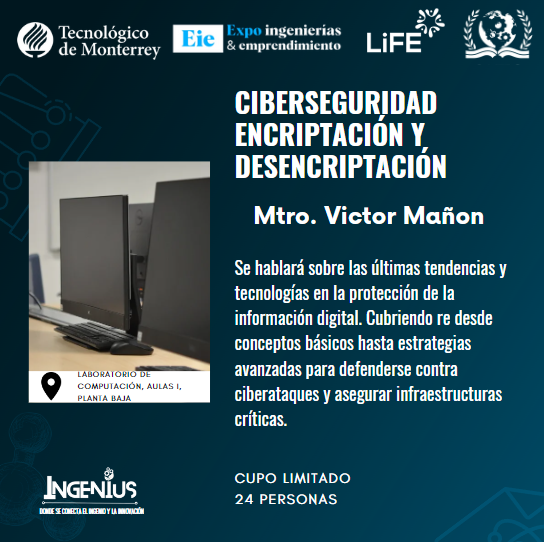 Tecnológico
de Monterrey
Eie
Expo ingenierías
& emprendimiento
LiFE
CIBERSEGURIDAD
ENCRIPTACIÓN Y
DESENCRIPTACIÓN
Mtro. Victor Mañon
Se hablará sobre las últimas tendencias y
tecnologías en la protección de la
información digital. Cubriendo re desde
conceptos básicos hasta estrategias
avanzadas para defenderse contra
ciberataques y asegurar infraestructuras
críticas.
LABORATORIO DE
COMPUTACIÓN, AULAS I,
PLANTA BAJA
CUPO LIMITADO
24 PERSONAS
INGENIUS
DONDE SE CONECTA EL INGENIO Y LA INNOVACIÓN